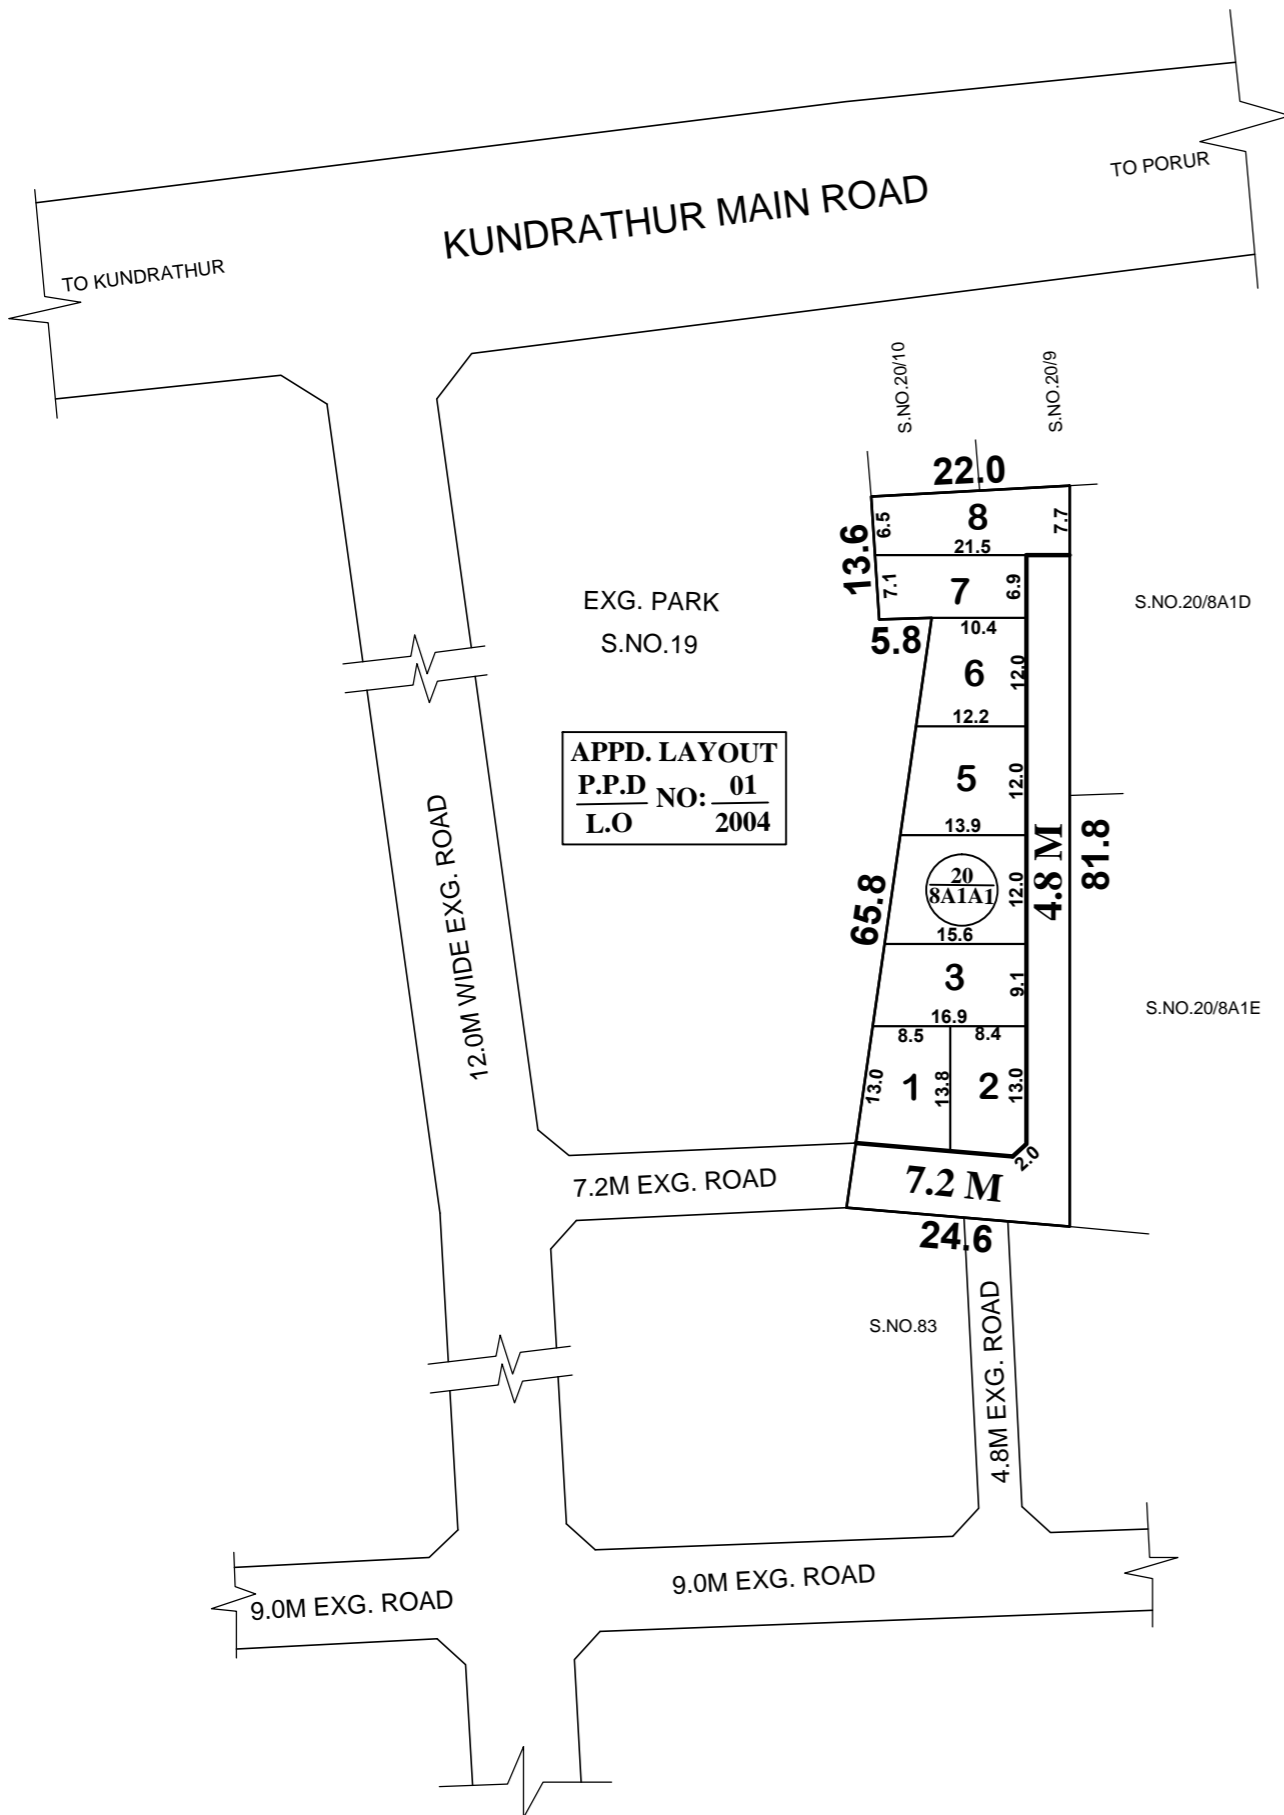 KUNDRATHUR MAIN ROAD
TO PORUR
TO KUNDRATHUR
S.NO.20/10
S.NO.20/9
22.0
8
6.5
7.7
21.5
13.6
7
7.1
6.9
5.8
10.4
6
12.0
12.2
5
12.0
13.9
20
8A1A1
12.0
15.6
3
9.1
16.9
8.5
8.4
1
2
13.0
13.8
13.0
2.0
65.8
4.8 M
81.8
7.2 M
24.6
EXG. PARK
S.NO.19
APPD. LAYOUT
P.P.D
L.O
NO:
01
2004
S.NO.20/8A1D
S.NO.20/8A1E
12.0M WIDE EXG. ROAD
7.2M EXG. ROAD
S.NO.83
4.8M EXG. ROAD
9.0M EXG. ROAD
9.0M EXG. ROAD